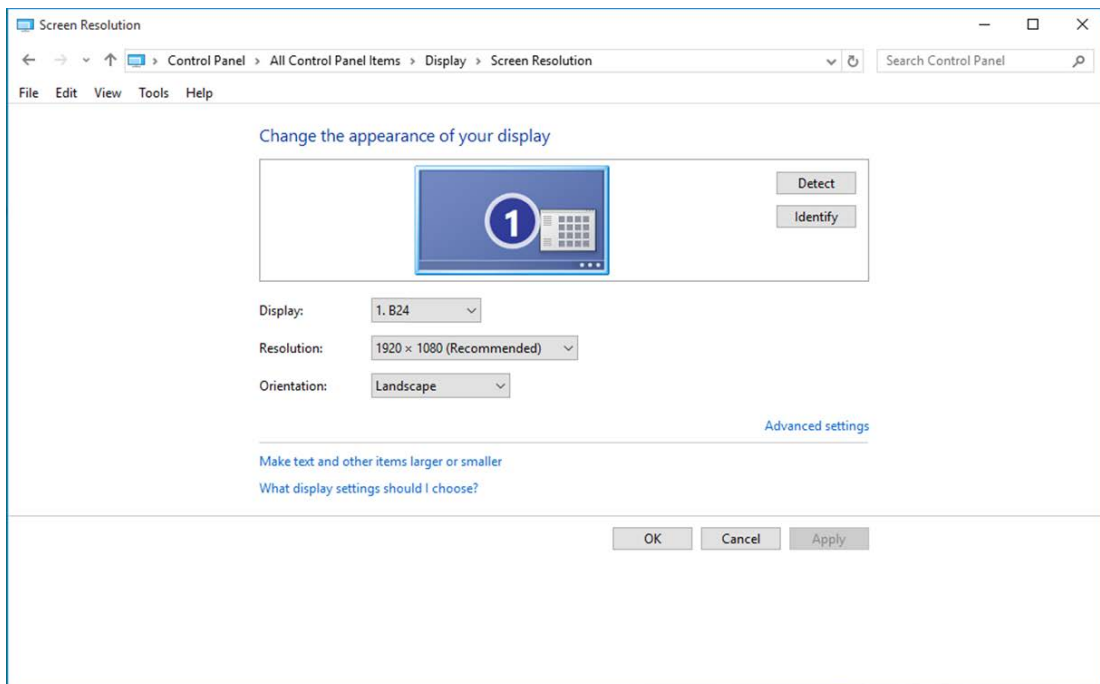 Screen Resolution
Control Panel > All Control Panel Items > Display > Screen Resolution
Search Control Panel
File Edit View Tools Help
Change the appearance of your display
1
Detect
Identify
Display: 1. B24
Resolution: 1920 × 1080 (Recommended)
Orientation: Landscape
Advanced settings
Make text and other items larger or smaller
What display settings should I choose?
OK Cancel Apply